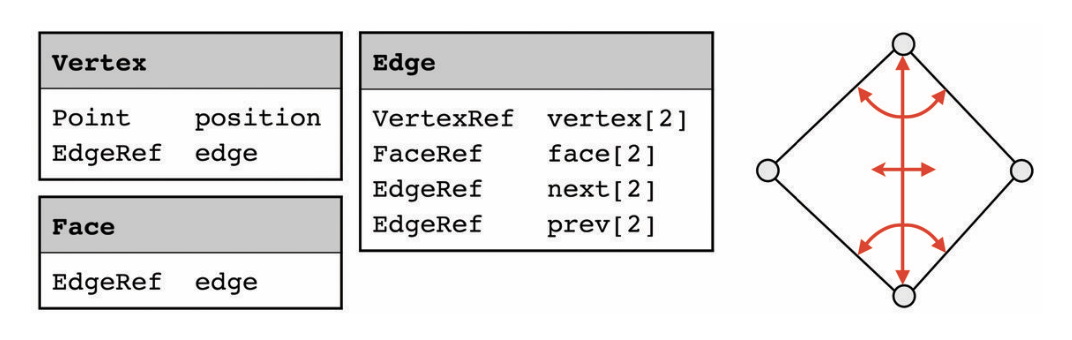 Vertex
Point position
EdgeRef edge
Face
EdgeRef edge
Edge
VertexRef vertex[2]
FaceRef face[2]
EdgeRef next[2]
EdgeRef prev[2]